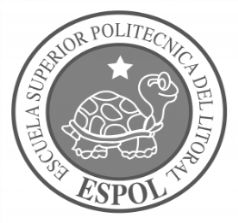 ESCUELA SUPERIOR POLITECNICA DEL LITORAL
ESPOL